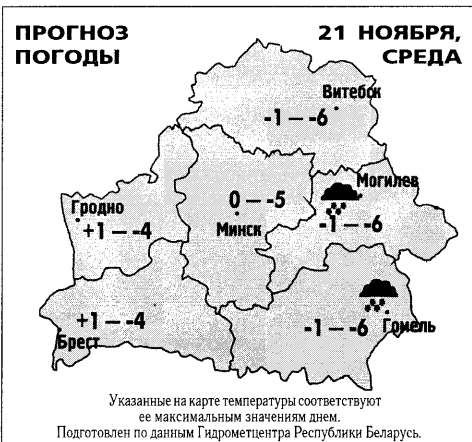 ПРОГНОЗ
ПОГОДЫ
21 НОЯБРЯ,
СРЕДА
Витебск
-1 — -6
Могилев
-1 — -6
0 — -5
Минск
Гродно
+1 — -4
+1 — -4
Брест
-1 — -6
Гомель
Указанные на карте температуры соответствуют
ее максимальным значениям днем.
Подготовлен по данным Гидрометцентра Республики Беларусь.